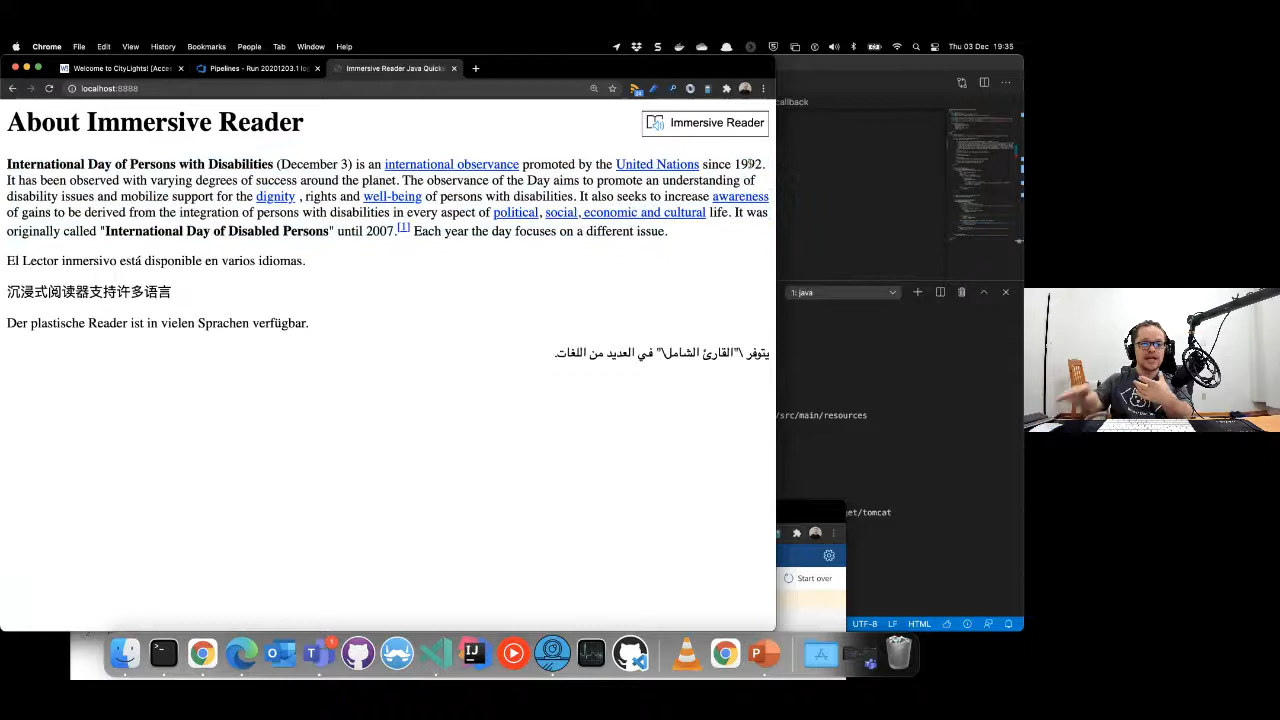 Chrome File Edit View History Bookmarks People Tab Window Help
Thu 03 Dec 19:35
Welcome to CityLights! [Acces
Pipelines - Run 20201203.1 log
Immersive Reader Java Quicks
localhost:8888
callback
About Immersive Reader
Immersive Reader
International Day of Persons with Disabilities (December 3) is an international observance promoted by the United Nations since 1992.
It has been observed with varying degrees of success around the planet. The observance of the Day aims to promote an understanding of
disability issues and mobilize support for the dignity , rights and well-being of persons with disabilities. It also seeks to increase awareness
of gains to be derived from the integration of persons with disabilities in every aspect of political, social, economic and cultural life. It was
originally called "International Day of Disabled Persons" until 2007.[1] Each year the day focuses on a different issue.
El Lector inmersivo está disponible en varios idiomas.
沉浸式阅读器支持许多语言
Der plastische Reader ist in vielen Sprachen verfügbar.
يتوفر \"القارئ الشامل\" في العديد من اللغات.
1: java
/src/main/resources
get/tomcat
Start over
UTF-8 LF HTML